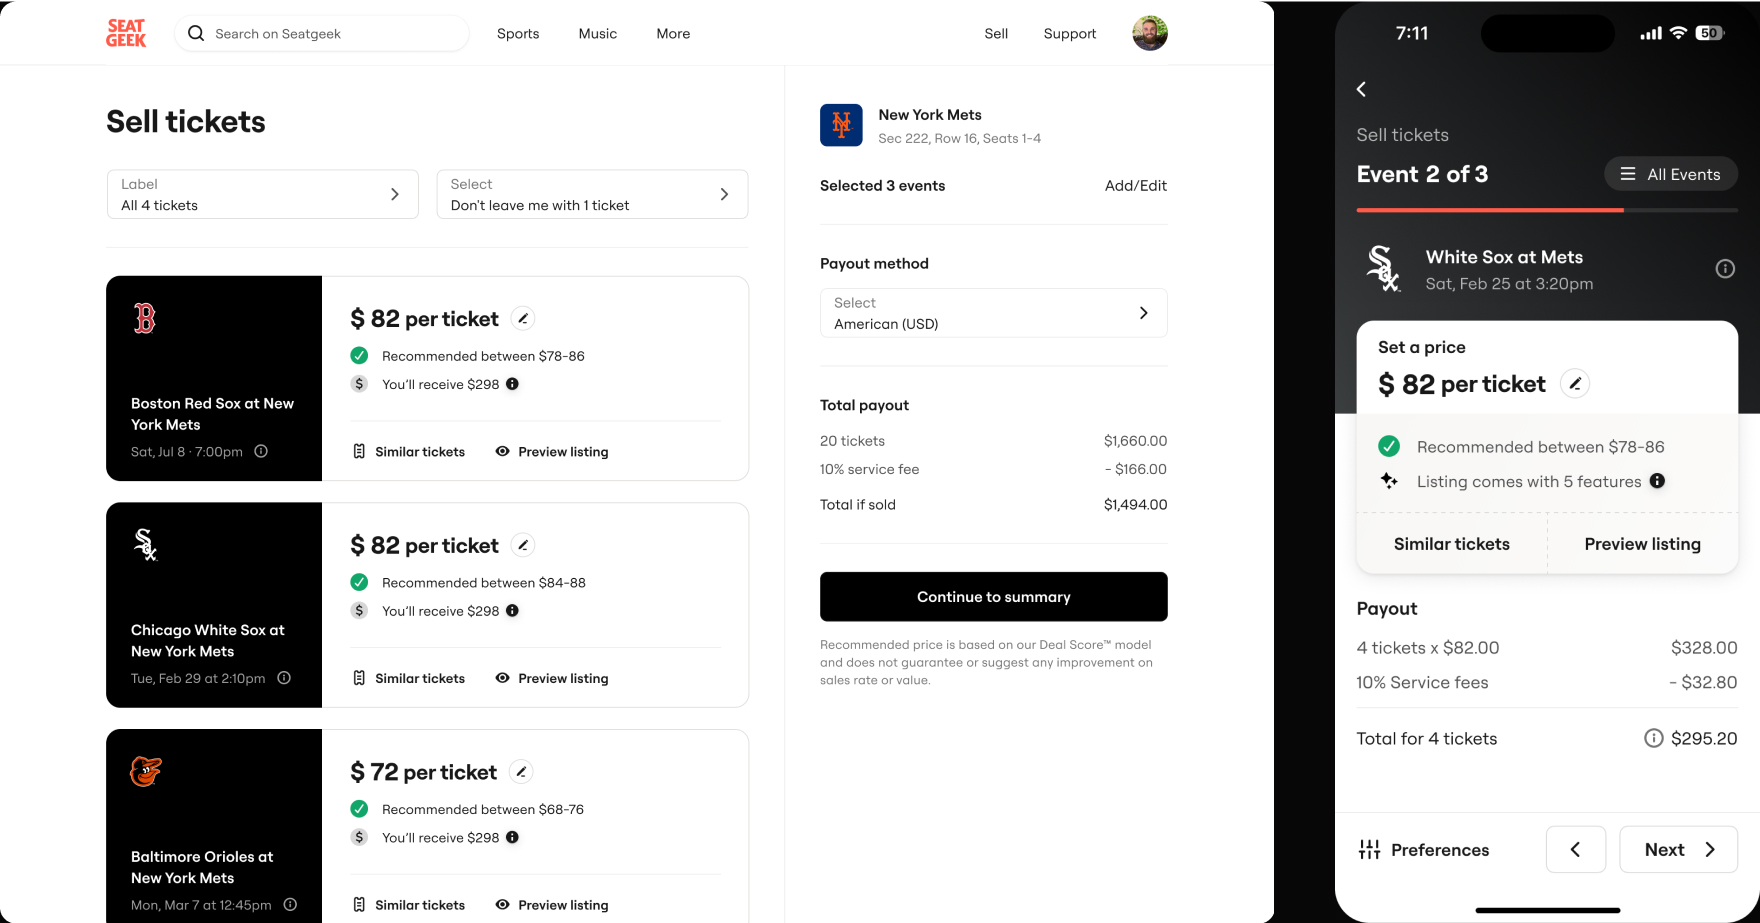 SEAT
GEEK
Search on Seatgeek
Sports
Music
More
Sell
Support
Sell tickets
Label
All 4 tickets
Select
Don't leave me with 1 ticket
B
Boston Red Sox at New
York Mets
Sat, Jul 8 · 7:00pm
$ 82 per ticket
Recommended between $78-86
$
You'll receive $298
Similar tickets
Preview listing
Sox
Chicago White Sox at
New York Mets
Tue, Feb 29 at 2:10pm
$ 82 per ticket
Recommended between $84-88
$
You'll receive $298
Similar tickets
Preview listing
Baltimore Orioles at
New York Mets
Mon, Mar 7 at 12:45pm
$ 72 per ticket
Recommended between $68-76
$
You'll receive $298
Similar tickets
Preview listing
NY
New York Mets
Sec 222, Row 16, Seats 1-4
Selected 3 events
Add/Edit
Payout method
Select
American (USD)
Total payout
20 tickets
$1,660.00
10% service fee
- $166.00
Total if sold
$1,494.00
Continue to summary
Recommended price is based on our Deal Score™ model
and does not guarantee or suggest any improvement on
sales rate or value.
7:11
50
Sell tickets
Event 2 of 3
All Events
Sox
White Sox at Mets
Sat, Feb 25 at 3:20pm
Set a price
$ 82 per ticket
Recommended between $78-86
Listing comes with 5 features
Similar tickets
Preview listing
Payout
4 tickets x $82.00
$328.00
10% Service fees
- $32.80
Total for 4 tickets
$295.20
Preferences
Next